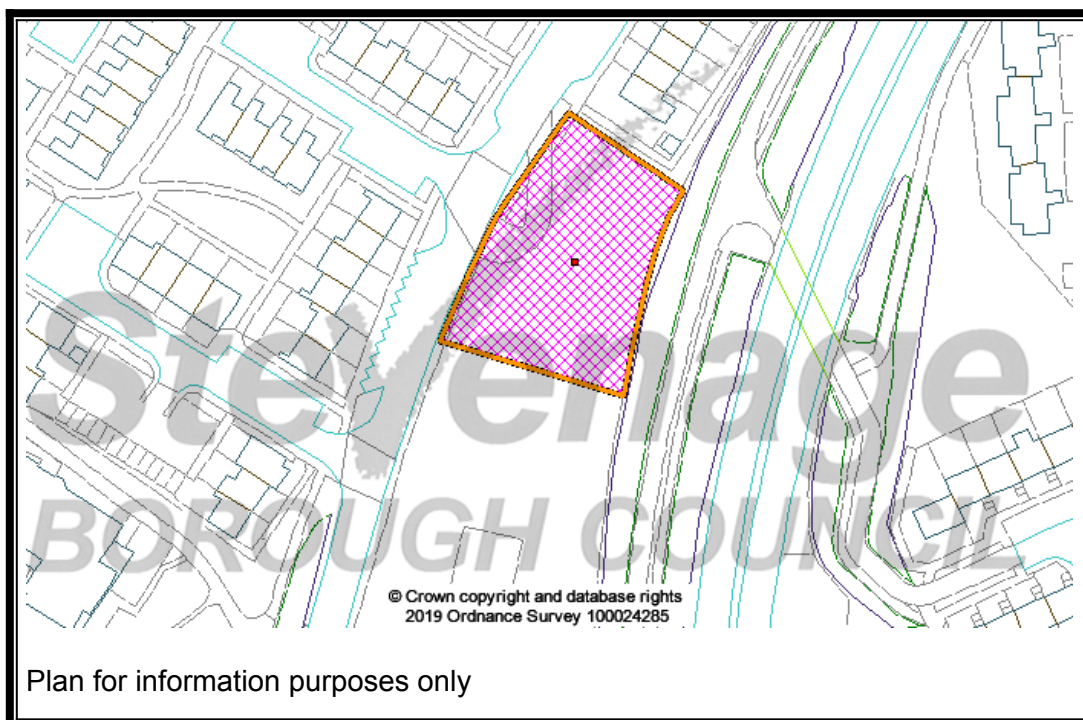 Stevenage
BOROUGH COUNCIL
© Crown copyright and database rights
2019 Ordnance Survey 100024285
Plan for information purposes only